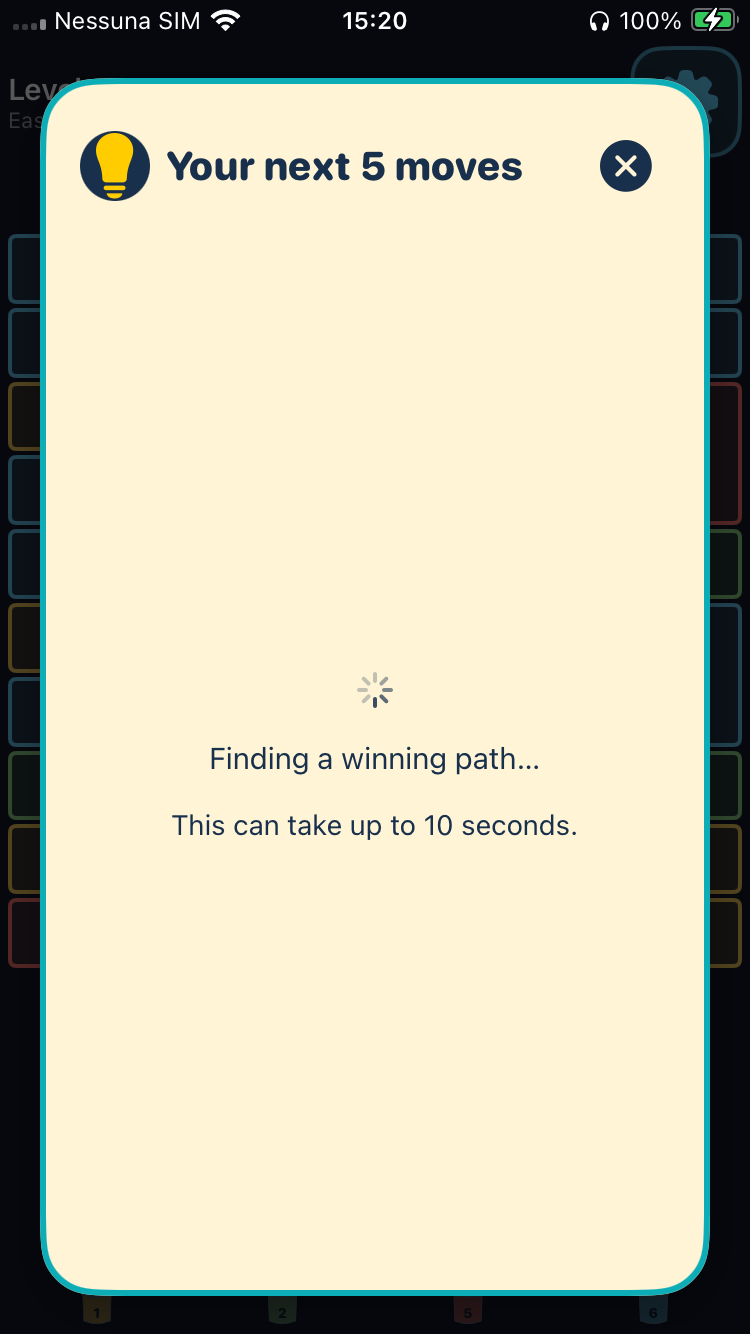 Nessuna SIM 15:20 100%
Level
Your next 5 moves
Finding a winning path...
This can take up to 10 seconds.
1 2 5 6